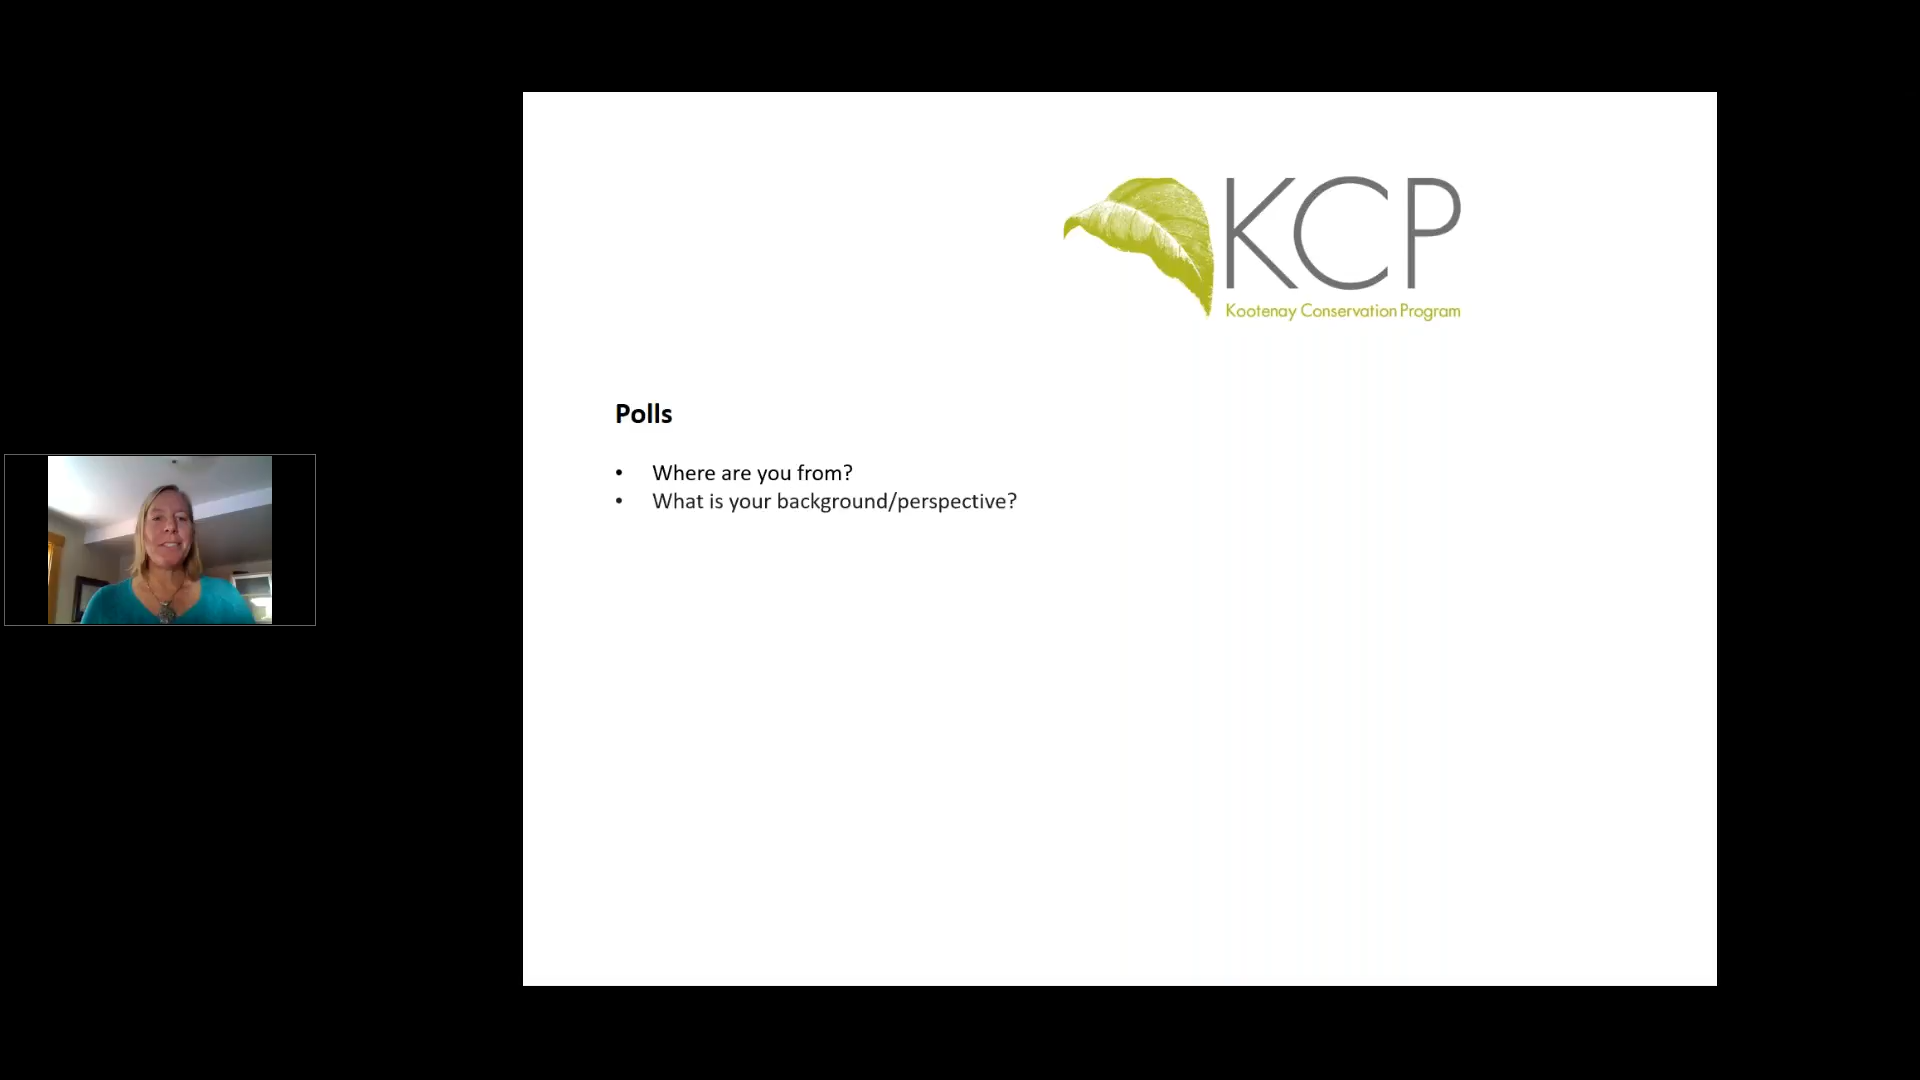 KCP
Kootenay Conservation Program
Polls
• Where are you from?
• What is your background/perspective?